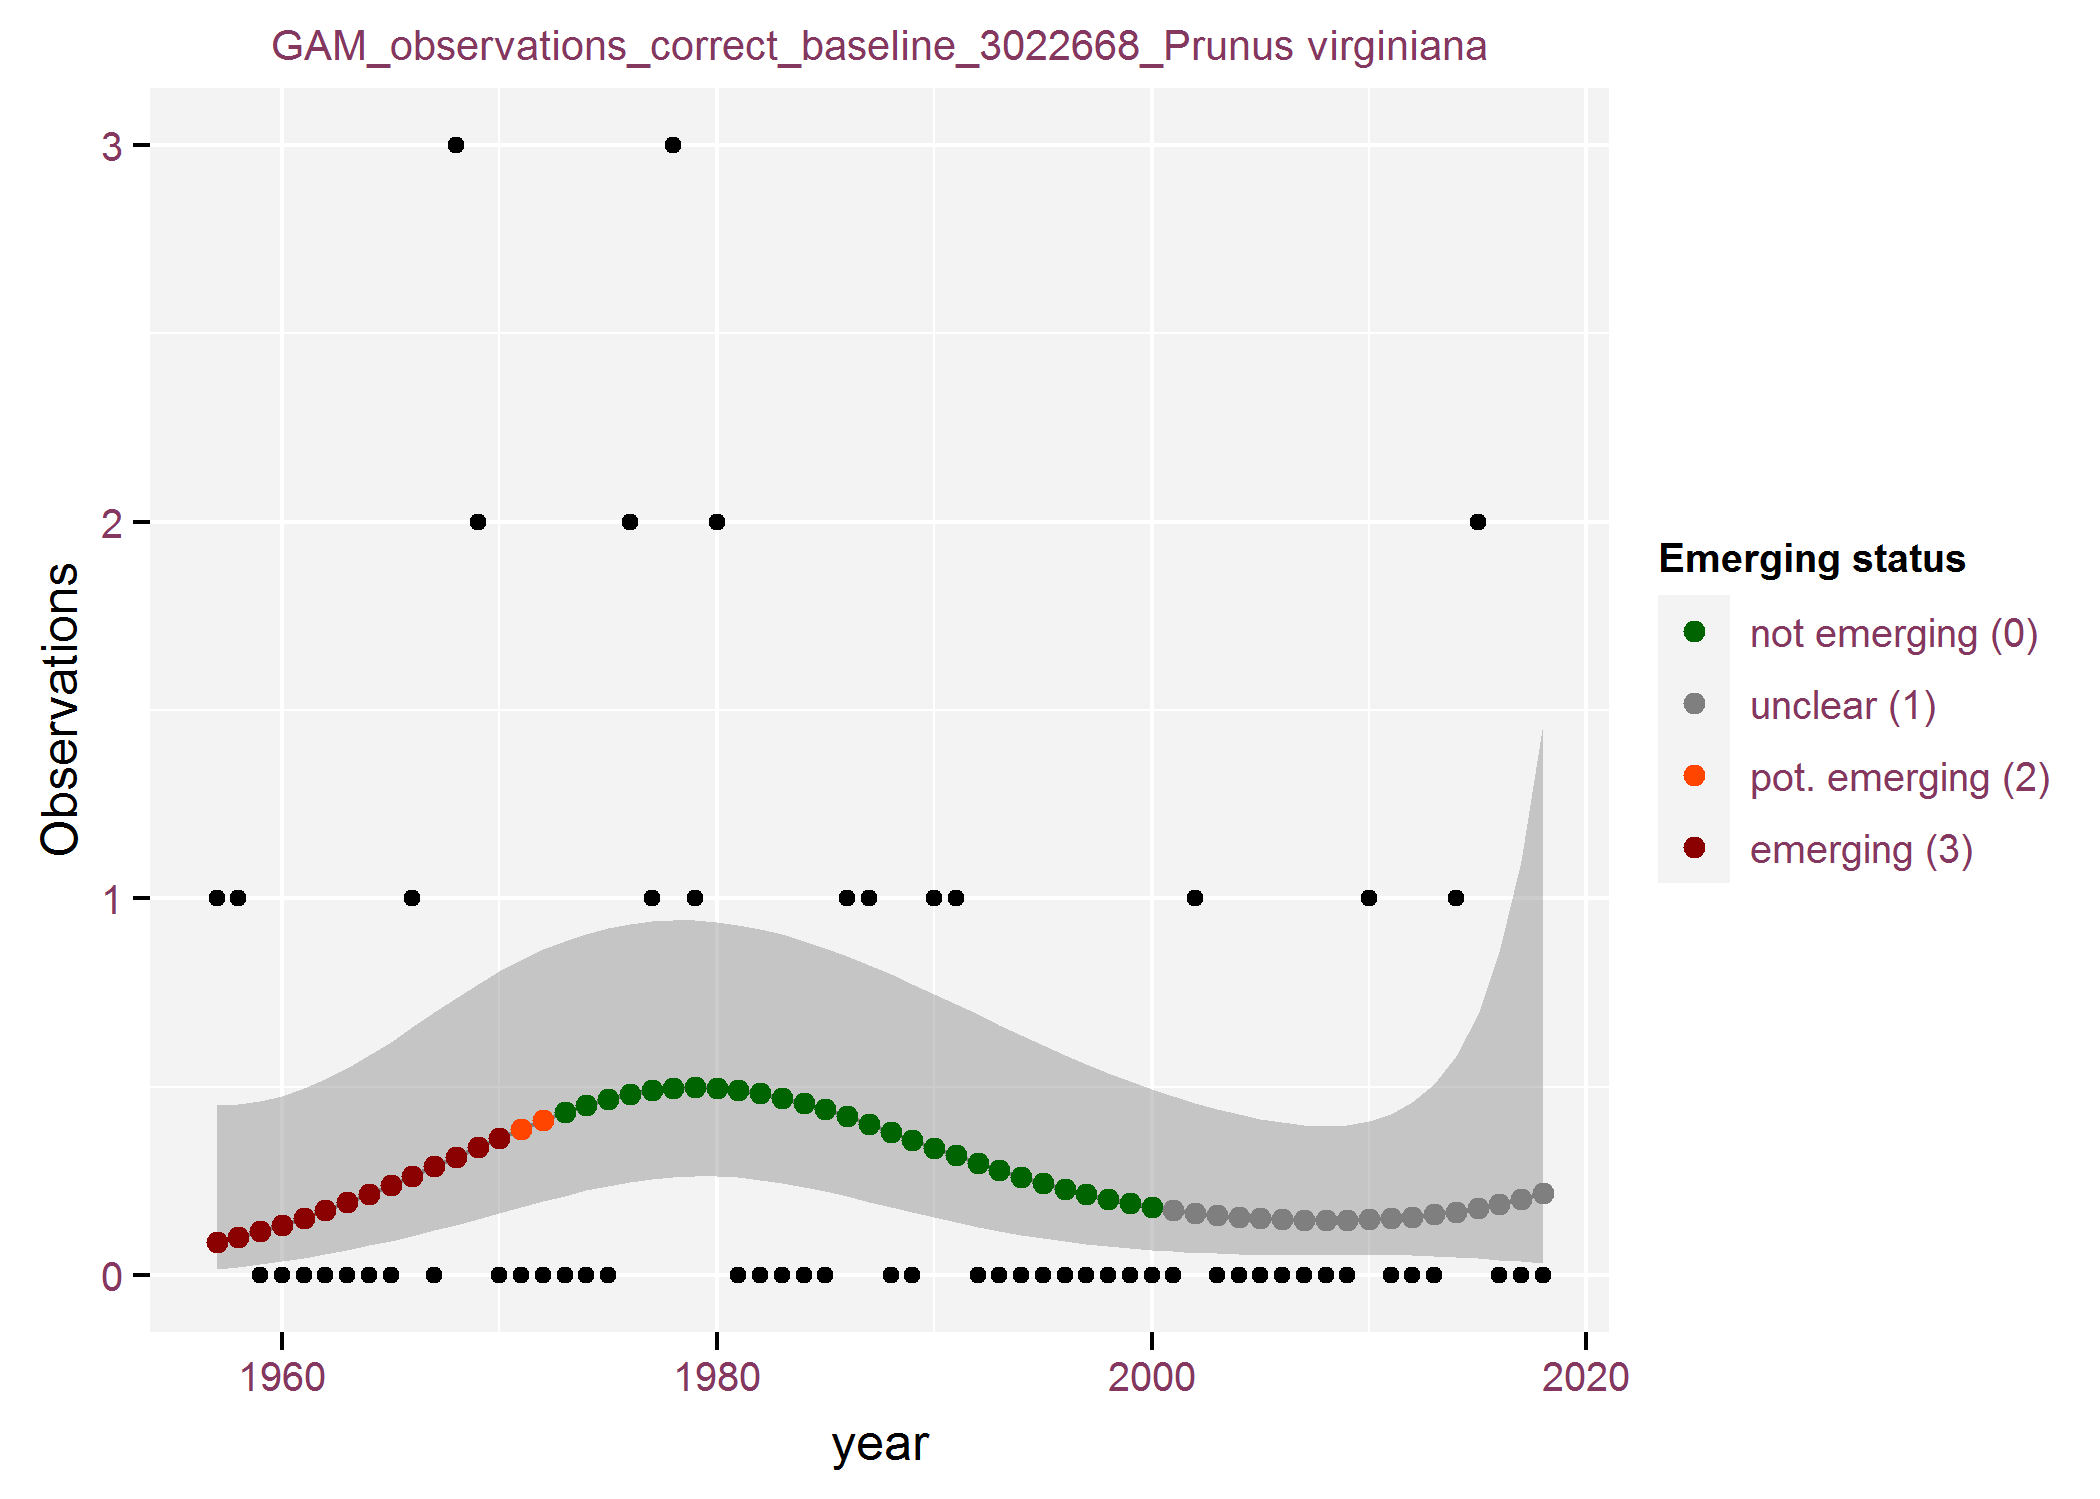 GAM_observations_correct_baseline_3022668_Prunus virginiana
3
2
1
0
Observations
1960
1980
2000
2020
year
Emerging status
not emerging (0)
unclear (1)
pot. emerging (2)
emerging (3)